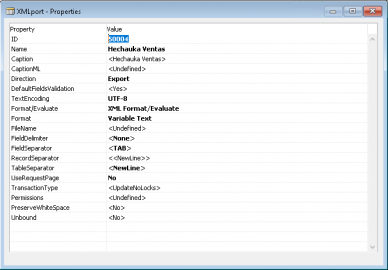 XMLport - Properties
Property Value
ID 50004
Name Hechauka Ventas
Caption <Hechauka Ventas>
CaptionML <Undefined>
Direction Export
DefaultFieldsValidation <Yes>
TextEncoding UTF-8
Format/Evaluate XML Format/Evaluate
Format Variable Text
FileName <Undefined>
FieldDelimiter <None>
FieldSeparator <TAB>
RecordSeparator <<NewLine>>
TableSeparator <NewLine>
UseRequestPage No
TransactionType <UpdateNoLocks>
Permissions <Undefined>
PreserveWhiteSpace <No>
Unbound <No>